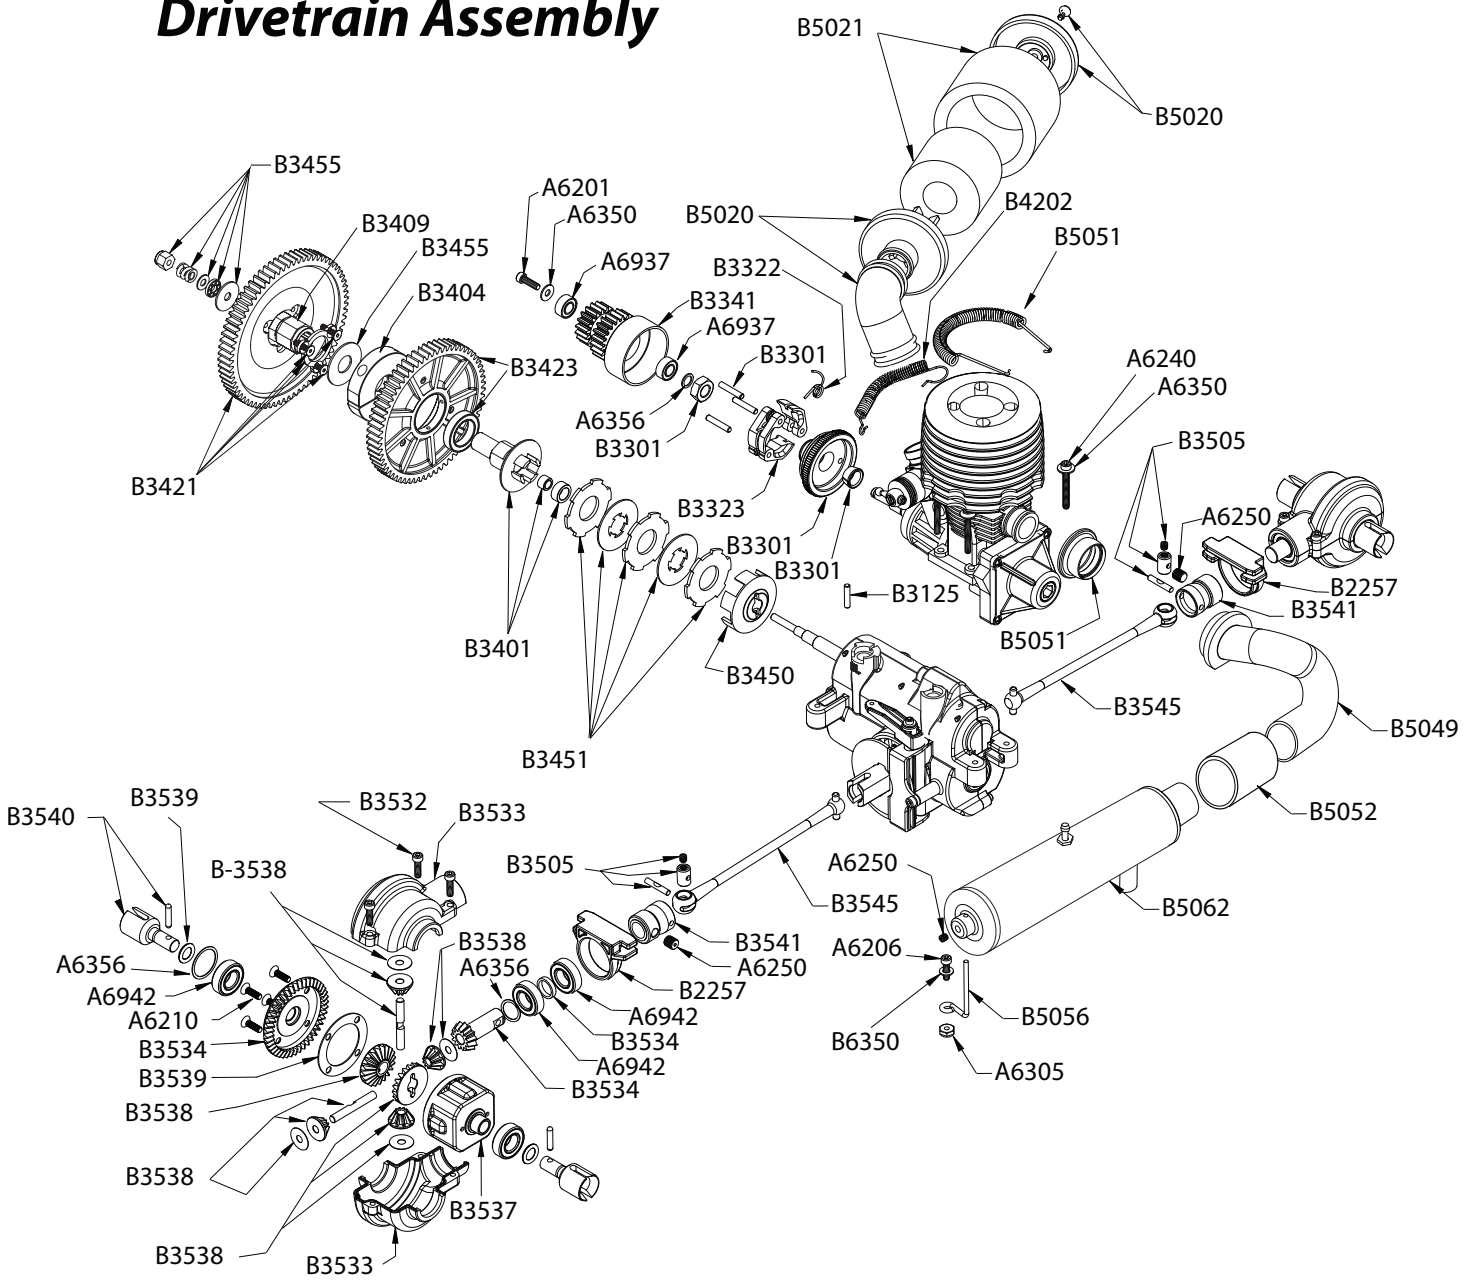 Drivetrain Assembly
B5021
B5020
B3455
A6201
A6350
B4202
B5020
B3409
B5051
B3455
A6937
B3322
B3404
B3341
A6937
B3423
B3301
A6240
A6350
A6356
B3301
B3505
B3421
B3323
A6250
B3301
B3301
B3125
B2257
B3541
B5051
B3401
B3450
B3545
B5049
B3451
B3539
B3532
B3533
B3540
B5052
B3505
A6250
B-3538
B3545
B5062
B3538
B3541
A6356
A6250
A6206
A6356
B2257
A6942
A6942
A6210
B5056
B3534
B3534
B6350
A6942
B3539
A6305
B3534
B3538
B3538
B3537
B3538
B3533